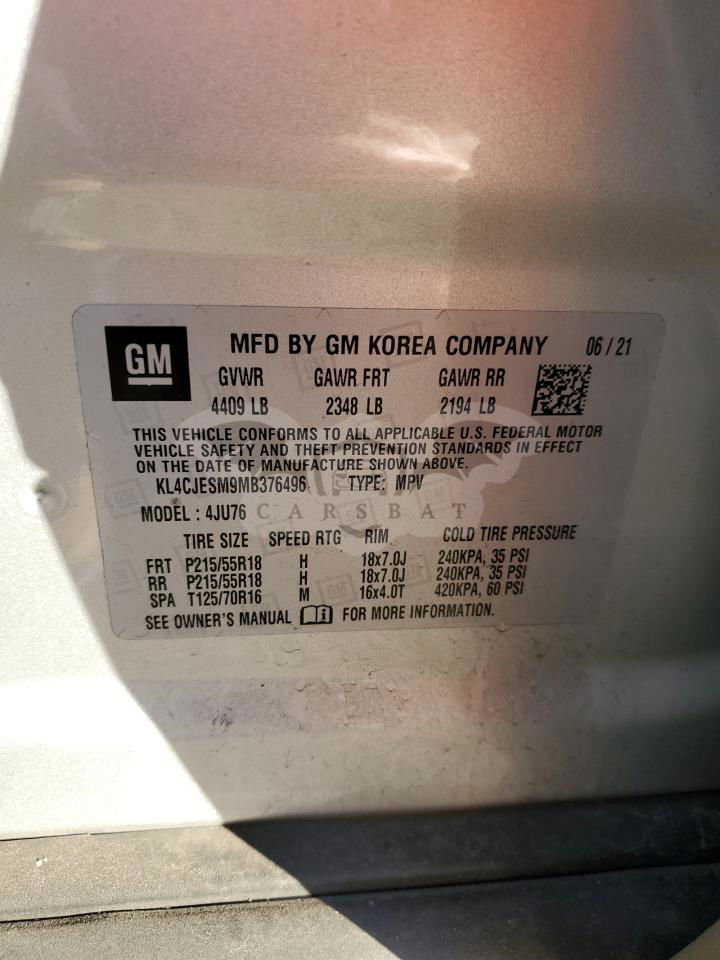 GM MFD BY GM KOREA COMPANY 06 / 21
GVWR GAWR FRT GAWR RR
4409 LB 2348 LB 2194 LB
THIS VEHICLE CONFORMS TO ALL APPLICABLE U.S. FEDERAL MOTOR
VEHICLE SAFETY AND THEFT PREVENTION STANDARDS IN EFFECT
ON THE DATE OF MANUFACTURE SHOWN ABOVE.
KL4CJESM9MB376496 TYPE: MPV
MODEL : 4JU76
CARSBAT
TIRE SIZE SPEED RTG RIM COLD TIRE PRESSURE
FRT P215/55R18 H 18x7.0J 240KPA, 35 PSI
RR P215/55R18 H 18x7.0J 240KPA, 35 PSI
SPA T125/70R16 M 16x4.0T 420KPA, 60 PSI
SEE OWNER'S MANUAL i FOR MORE INFORMATION.